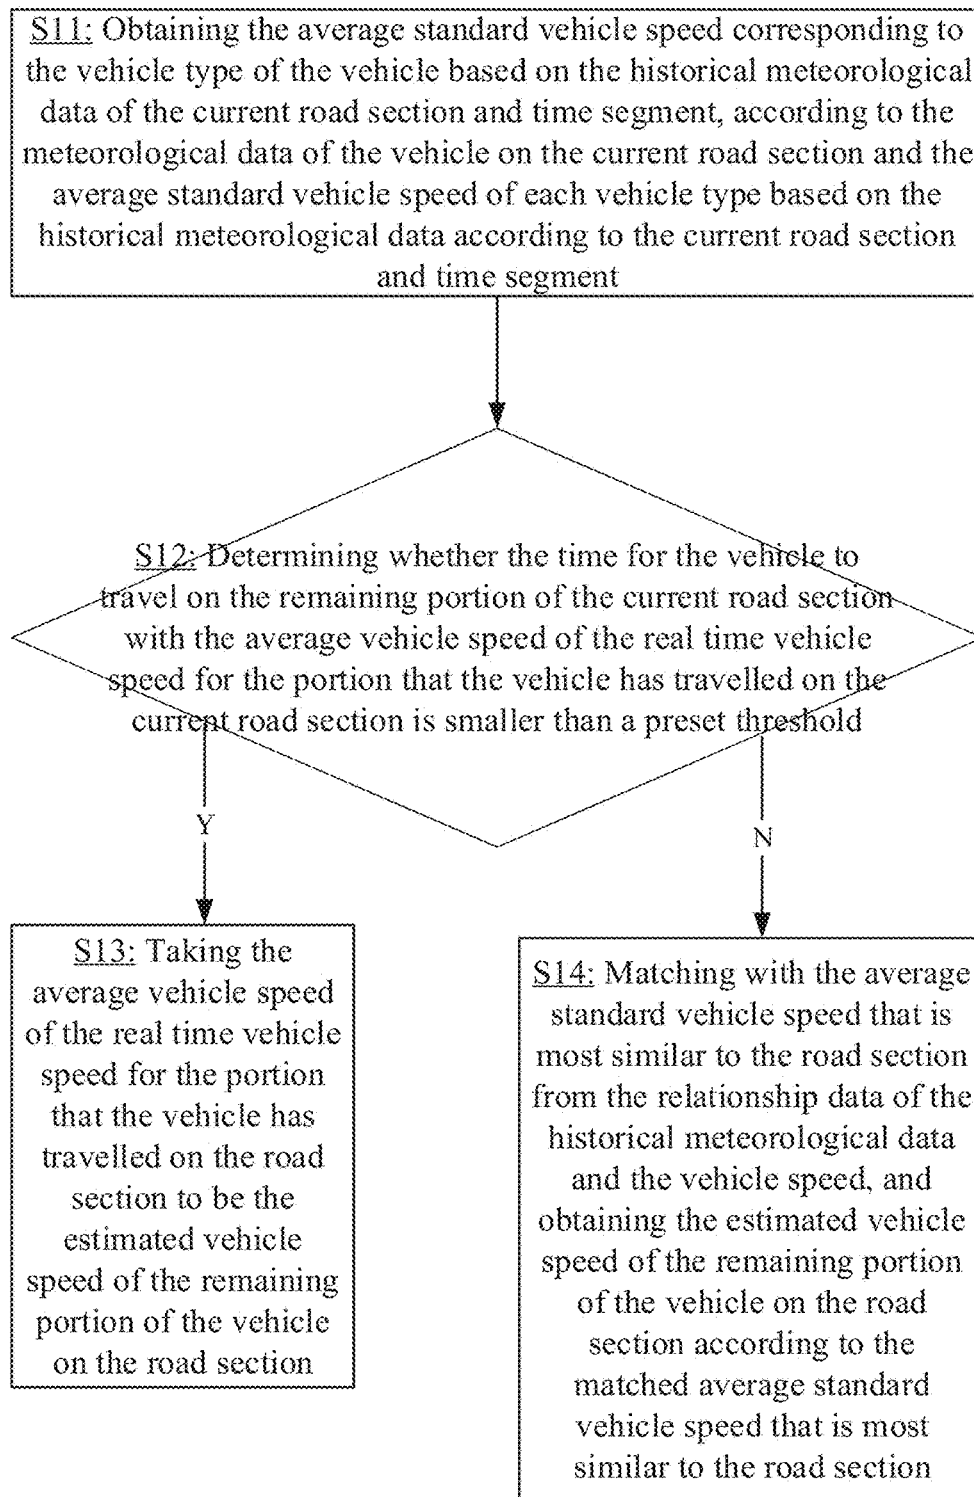 S11: Obtaining the average standard vehicle speed corresponding to
the vehicle type of the vehicle based on the historical meteorological
data of the current road section and time segment, according to the
meteorological data of the vehicle on the current road section and the
average standard vehicle speed of each vehicle type based on the
historical meteorological data according to the current road section
and time segment
S12: Determining whether the time for the vehicle to
travel on the remaining portion of the current road section
with the average vehicle speed of the real time vehicle
speed for the portion that the vehicle has travelled on the
current road section is smaller than a preset threshold
Y
N
S13: Taking the
average vehicle speed
of the real time vehicle
speed for the portion
that the vehicle has
travelled on the road
section to be the
estimated vehicle
speed of the remaining
portion of the vehicle
on the road section
S14: Matching with the average
standard vehicle speed that is
most similar to the road section
from the relationship data of the
historical meteorological data
and the vehicle speed, and
obtaining the estimated vehicle
speed of the remaining portion
of the vehicle on the road
section according to the
matched average standard
vehicle speed that is most
similar to the road section